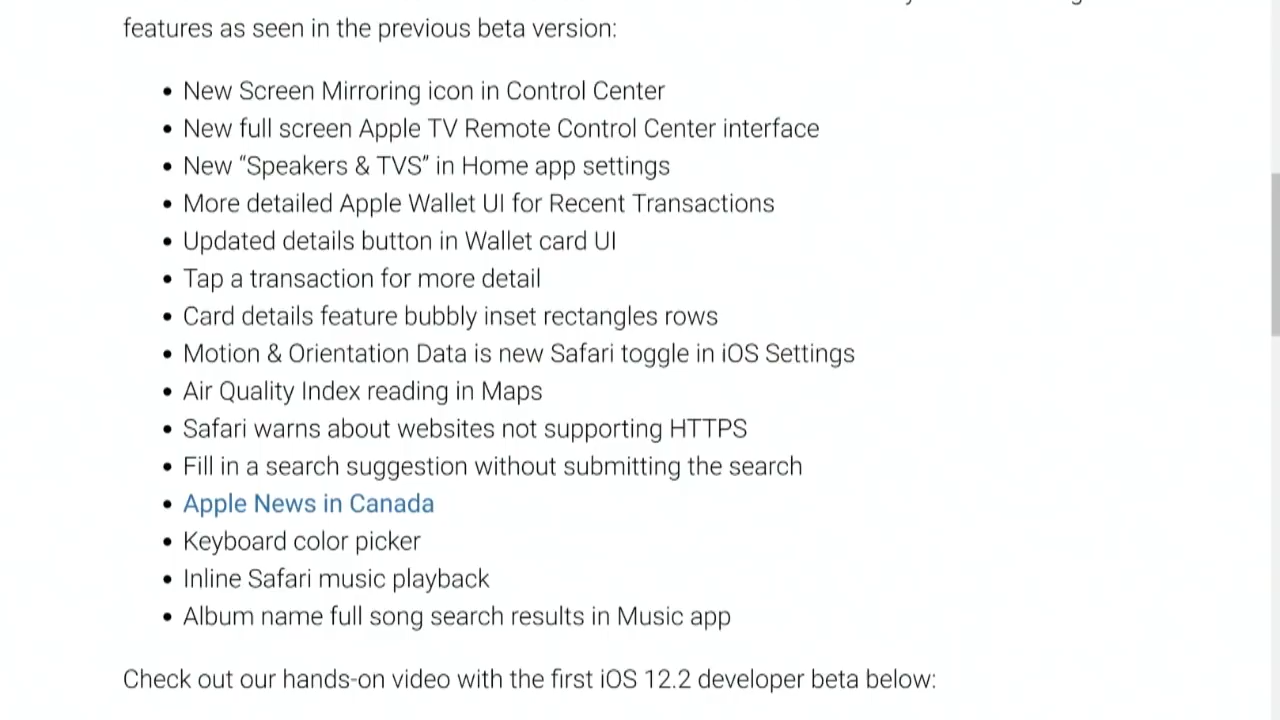 features as seen in the previous beta version:
• New Screen Mirroring icon in Control Center
• New full screen Apple TV Remote Control Center interface
• New “Speakers & TVS” in Home app settings
• More detailed Apple Wallet UI for Recent Transactions
• Updated details button in Wallet card UI
• Tap a transaction for more detail
• Card details feature bubbly inset rectangles rows
• Motion & Orientation Data is new Safari toggle in iOS Settings
• Air Quality Index reading in Maps
• Safari warns about websites not supporting HTTPS
• Fill in a search suggestion without submitting the search
• Apple News in Canada
• Keyboard color picker
• Inline Safari music playback
• Album name full song search results in Music app
Check out our hands-on video with the first iOS 12.2 developer beta below: